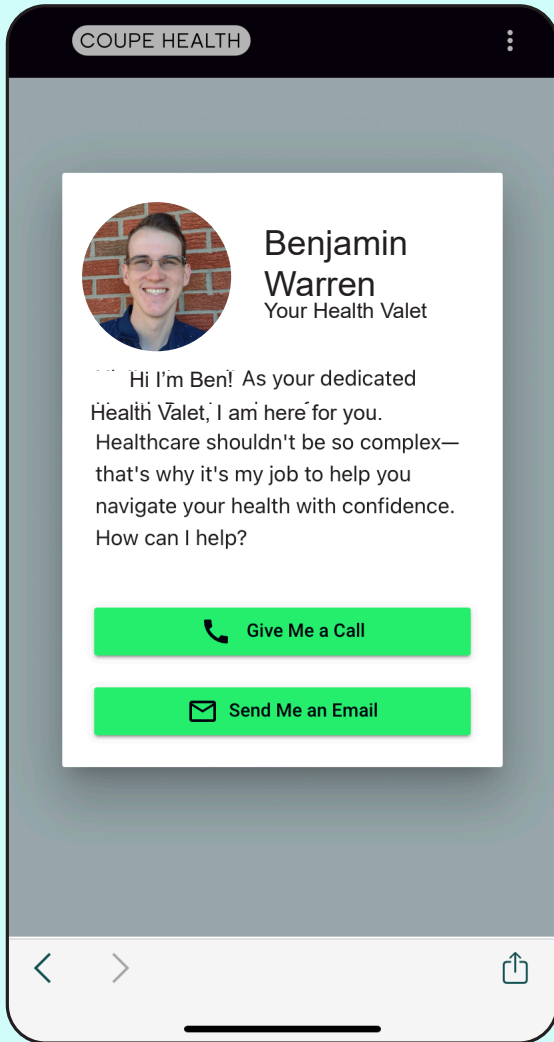 COUPE HEALTH
Benjamin
Warren
Your Health Valet
Hi I’m Ben! As your dedicated
Health Valet, I am here for you.
Healthcare shouldn't be so complex—
that's why it's my job to help you
navigate your health with confidence.
How can I help?
Give Me a Call
Send Me an Email